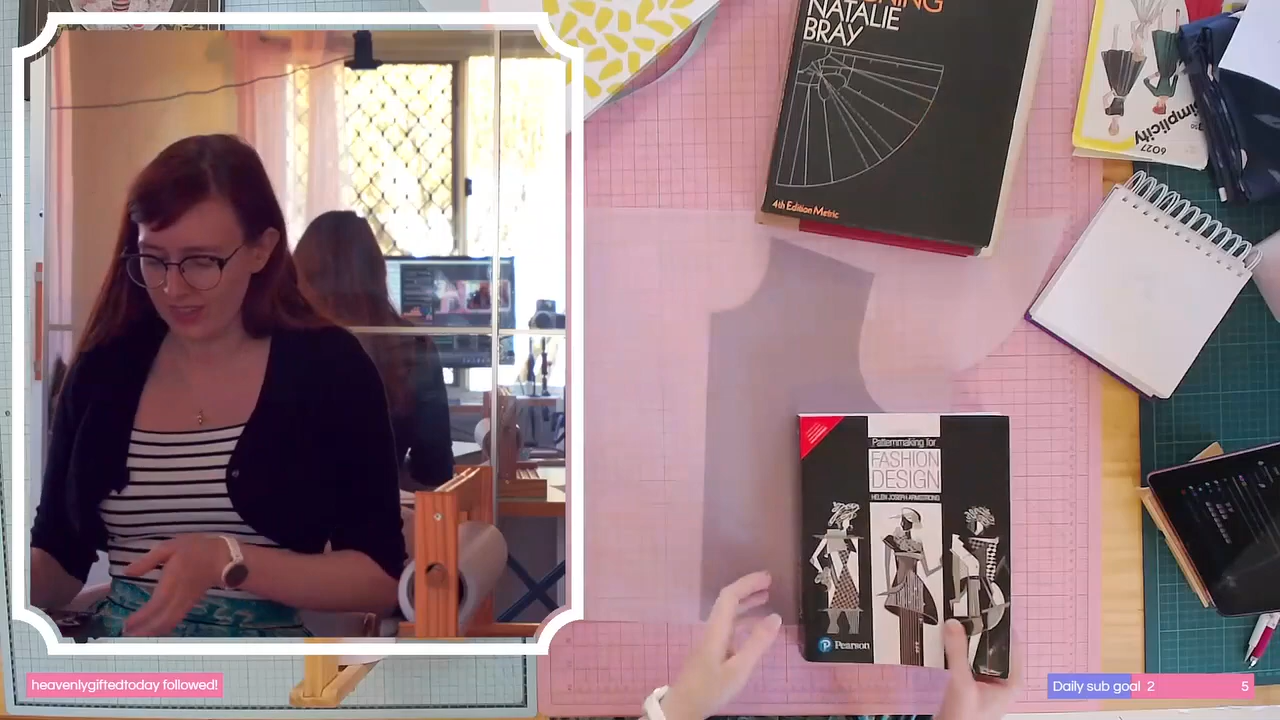 NATALIE
BRAY
4th Edition Metric
simplicity
6027
Patternmaking for
FASHION
DESIGN
HELEN JOSEPH-ARMSTRONG
Pearson
heavenlygiftedtoday followed!
Daily sub goal 2 5